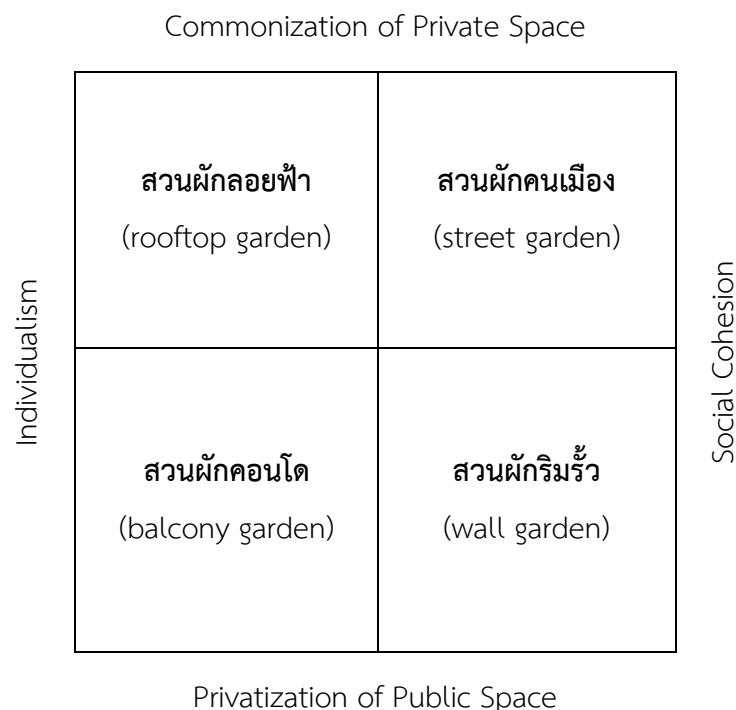 Commonization of Private Space
Individualism
สวนผักลอยฟ้า
(rooftop garden)
สวนผักคนเมือง
(street garden)
สวนผักคอนโด
(balcony garden)
สวนผักริมรั้ว
(wall garden)
Social Cohesion
Privatization of Public Space